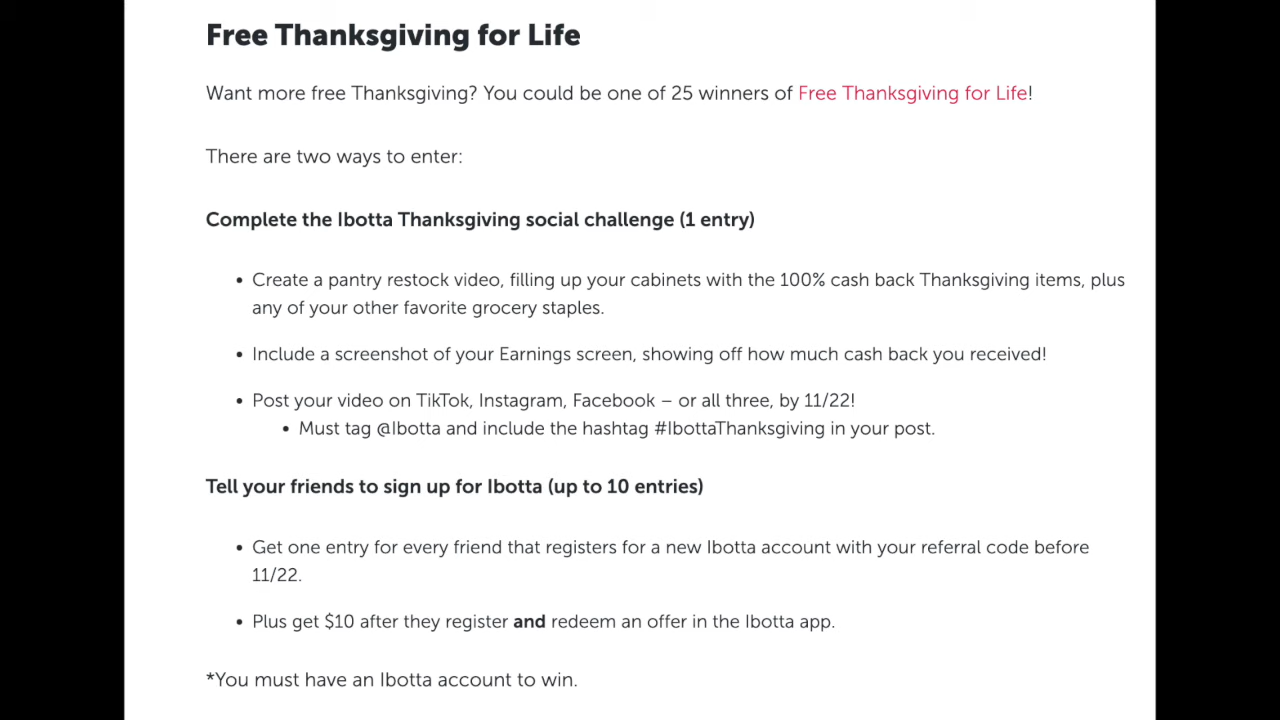 Free Thanksgiving for Life
Want more free Thanksgiving? You could be one of 25 winners of Free Thanksgiving for Life!
There are two ways to enter:
Complete the Ibotta Thanksgiving social challenge (1 entry)
• Create a pantry restock video, filling up your cabinets with the 100% cash back Thanksgiving items, plus
any of your other favorite grocery staples.
• Include a screenshot of your Earnings screen, showing off how much cash back you received!
• Post your video on TikTok, Instagram, Facebook – or all three, by 11/22!
• Must tag @Ibotta and include the hashtag #IbottaThanksgiving in your post.
Tell your friends to sign up for Ibotta (up to 10 entries)
• Get one entry for every friend that registers for a new Ibotta account with your referral code before
11/22.
• Plus get $10 after they register and redeem an offer in the Ibotta app.
*You must have an Ibotta account to win.